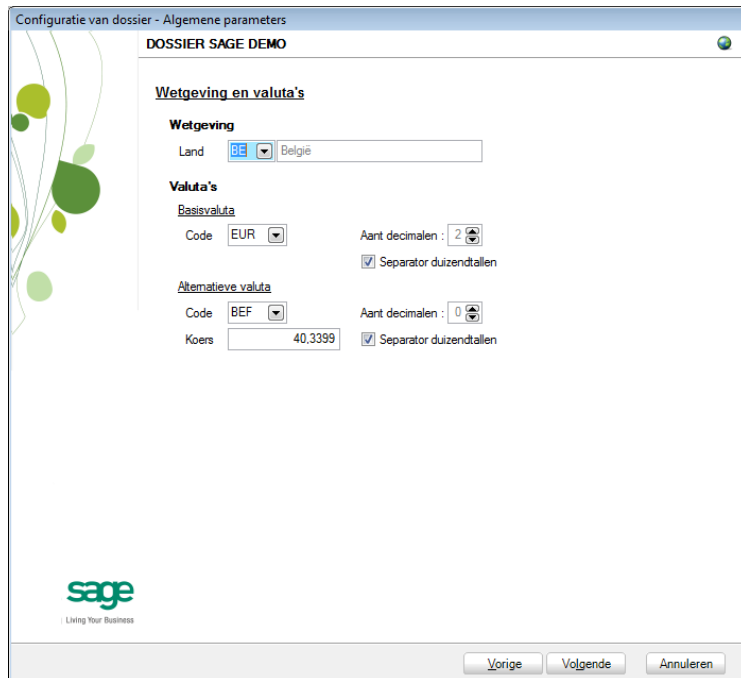 Configuratie van dossier - Algemene parameters
DOSSIER SAGE DEMO
Wetgeving en valuta's
Wetgeving
Land BE België
Valuta's
Basisvaluta
Code EUR Aant decimalen : 2
Separator duizendtallen
Alternatieve valuta
Code BEF Aant decimalen : 0
Koers 40,3399 Separator duizendtallen
sage
Living Your Business
Vorige Volgende Annuleren